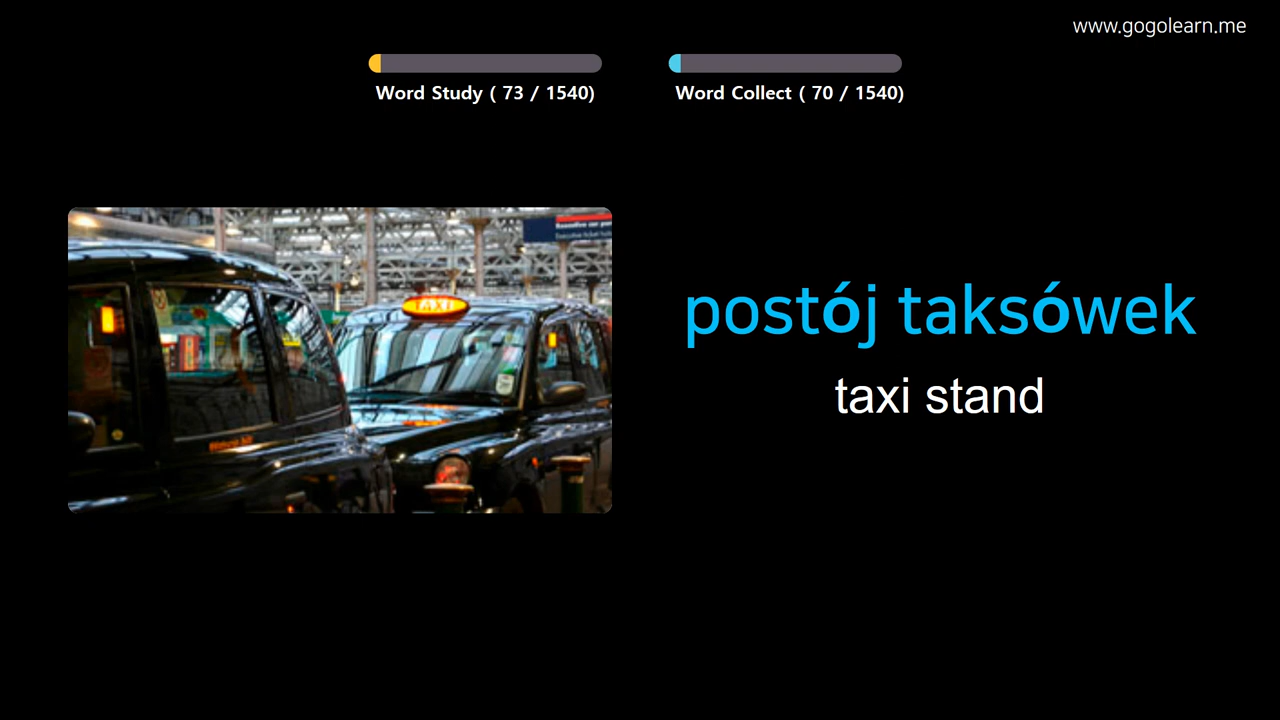 www.gogolearn.me
Word Study ( 73 / 1540)
Word Collect ( 70 / 1540)
TAXI
postój taksówek
taxi stand